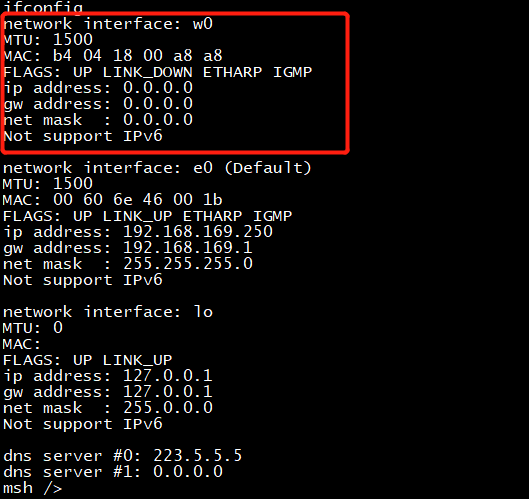 ifconfig
network interface: w0
MTU: 1500
MAC: b4 04 18 00 a8 a8
FLAGS: UP LINK_DOWN ETHARP IGMP
ip address: 0.0.0.0
gw address: 0.0.0.0
net mask  : 0.0.0.0
Not support IPv6
network interface: e0 (Default)
MTU: 1500
MAC: 00 60 6e 46 00 1b
FLAGS: UP LINK_UP ETHARP IGMP
ip address: 192.168.169.250
gw address: 192.168.169.1
net mask  : 255.255.255.0
Not support IPv6
network interface: lo
MTU: 0
MAC:
FLAGS: UP LINK_UP
ip address: 127.0.0.1
gw address: 127.0.0.1
net mask  : 255.0.0.0
Not support IPv6
dns server #0: 223.5.5.5
dns server #1: 0.0.0.0
msh />